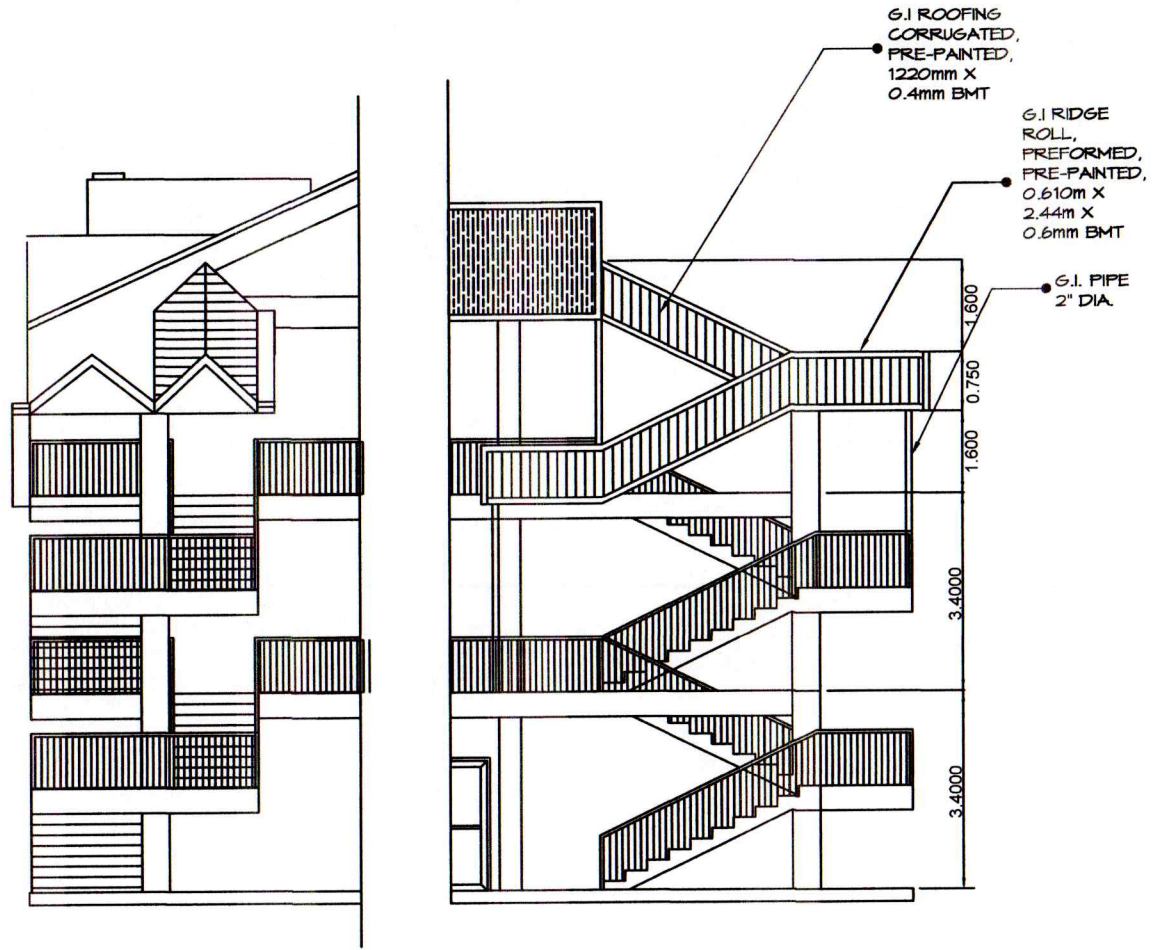 G.I ROOFING
CORRUGATED,
PRE-PAINTED,
1220mm X
0.4mm BMT
G.I RIDGE
ROLL,
PREFORMED,
PRE-PAINTED,
0.610m X
2.44m X
0.6mm BMT
G.I. PIPE
2" DIA.
1.600
0.750
1.600
3.4000
3.4000